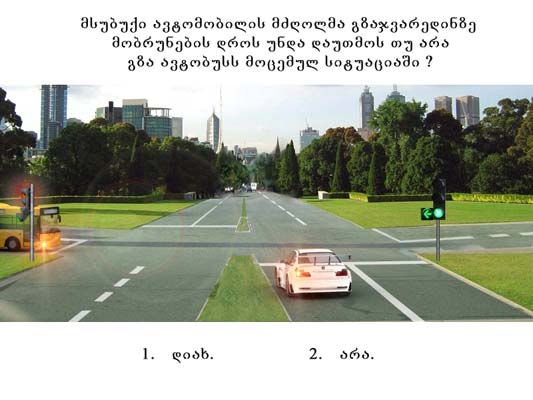 მსუბუქი ავტომობილის მძღოლმა გზაჯვარედინზე
მობრუნების დროს უნდა დაუთმოს თუ არა
გზა ავტობუსს მოცემულ სიტუაციაში ?
1. დიახ. 2. არა.